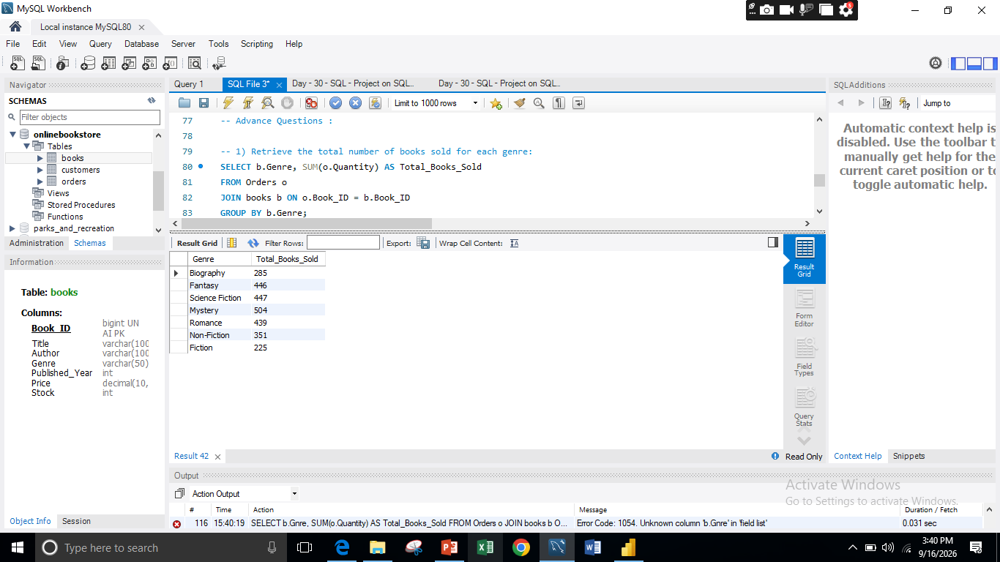 MySQL Workbench
5
Local instance MySQL80
File Edit View Query Database Server Tools Scripting Help
Navigator
SCHEMAS
Filter objects
onlinebookstore
Tables
books
customers
orders
Views
Stored Procedures
Functions
parks_and_recreation
Administration Schemas
Information
Table: books
Columns:
Book_ID bigint UN
AI PK
Title varchar(100
Author varchar(100
Genre varchar(50)
Published_Year int
Price decimal(10,
Stock int
Object Info Session
Query 1 SQL File 3* Day - 30 - SQL - Project on SQL... Day - 30 - SQL - Project on SQL...
Limit to 1000 rows
77 -- Advance Questions :
78
79 -- 1) Retrieve the total number of books sold for each genre:
80 SELECT b.Genre, SUM(o.Quantity) AS Total_Books_Sold
81 FROM Orders o
82 JOIN books b ON o.Book_ID = b.Book_ID
83 GROUP BY b.Genre;
Result Grid Filter Rows: Export: Wrap Cell Content: IA
Genre Total_Books_Sold
Biography 285
Fantasy 446
Science Fiction 447
Mystery 504
Romance 439
Non-Fiction 351
Fiction 225
Result Grid
Form Editor
Field Types
Query Stats
Result 42
Read Only
SQLAdditions
Jump to
Automatic context help is
disabled. Use the toolbar t
manually get help for the
current caret position or to
toggle automatic help.
Context Help Snippets
Output
Action Output
# Time Action Message Duration / Fetch
116 15:40:19 SELECT b.Gnre, SUM(o.Quantity) AS Total_Books_Sold FROM Orders o JOIN books b O... Error Code: 1054. Unknown column 'b.Gnre' in 'field list' 0.031 sec
Activate Windows
Go to Settings to activate Windows.
Type here to search
3:40 PM
9/16/2026